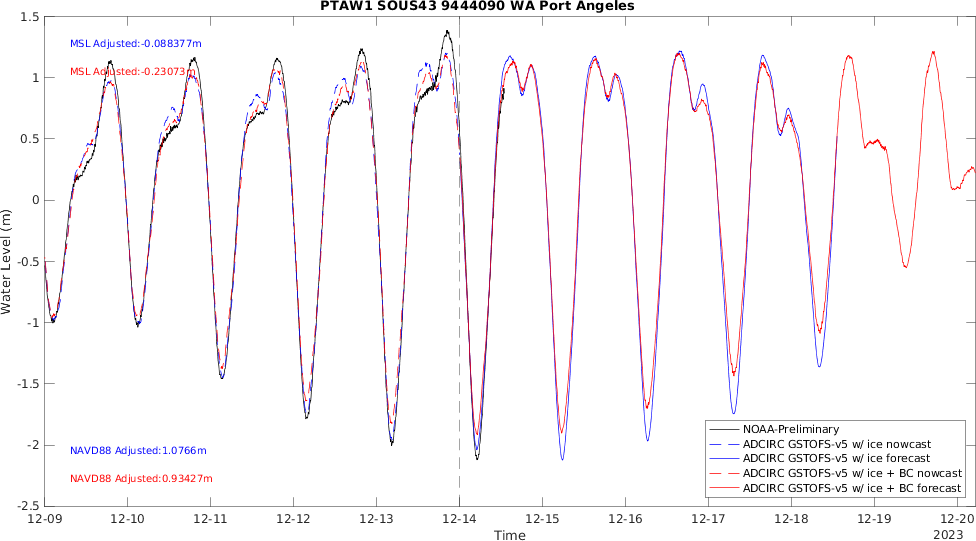 PTAW1 SOUS43 9444090 WA Port Angeles
1.5
MSL Adjusted:-0.088377m
MSL Adjusted:-0.23073m
1
0.5
0
-0.5
-1
-1.5
-2
-2.5
Water Level (m)
NAVD88 Adjusted:1.0766m
NAVD88 Adjusted:0.93427m
NOAA-Preliminary
ADCIRC GSTOFS-v5 w/ ice nowcast
ADCIRC GSTOFS-v5 w/ ice forecast
ADCIRC GSTOFS-v5 w/ ice + BC nowcast
ADCIRC GSTOFS-v5 w/ ice + BC forecast
12-09 12-10 12-11 12-12 12-13 12-14 12-15 12-16 12-17 12-18 12-19 12-20
Time
2023